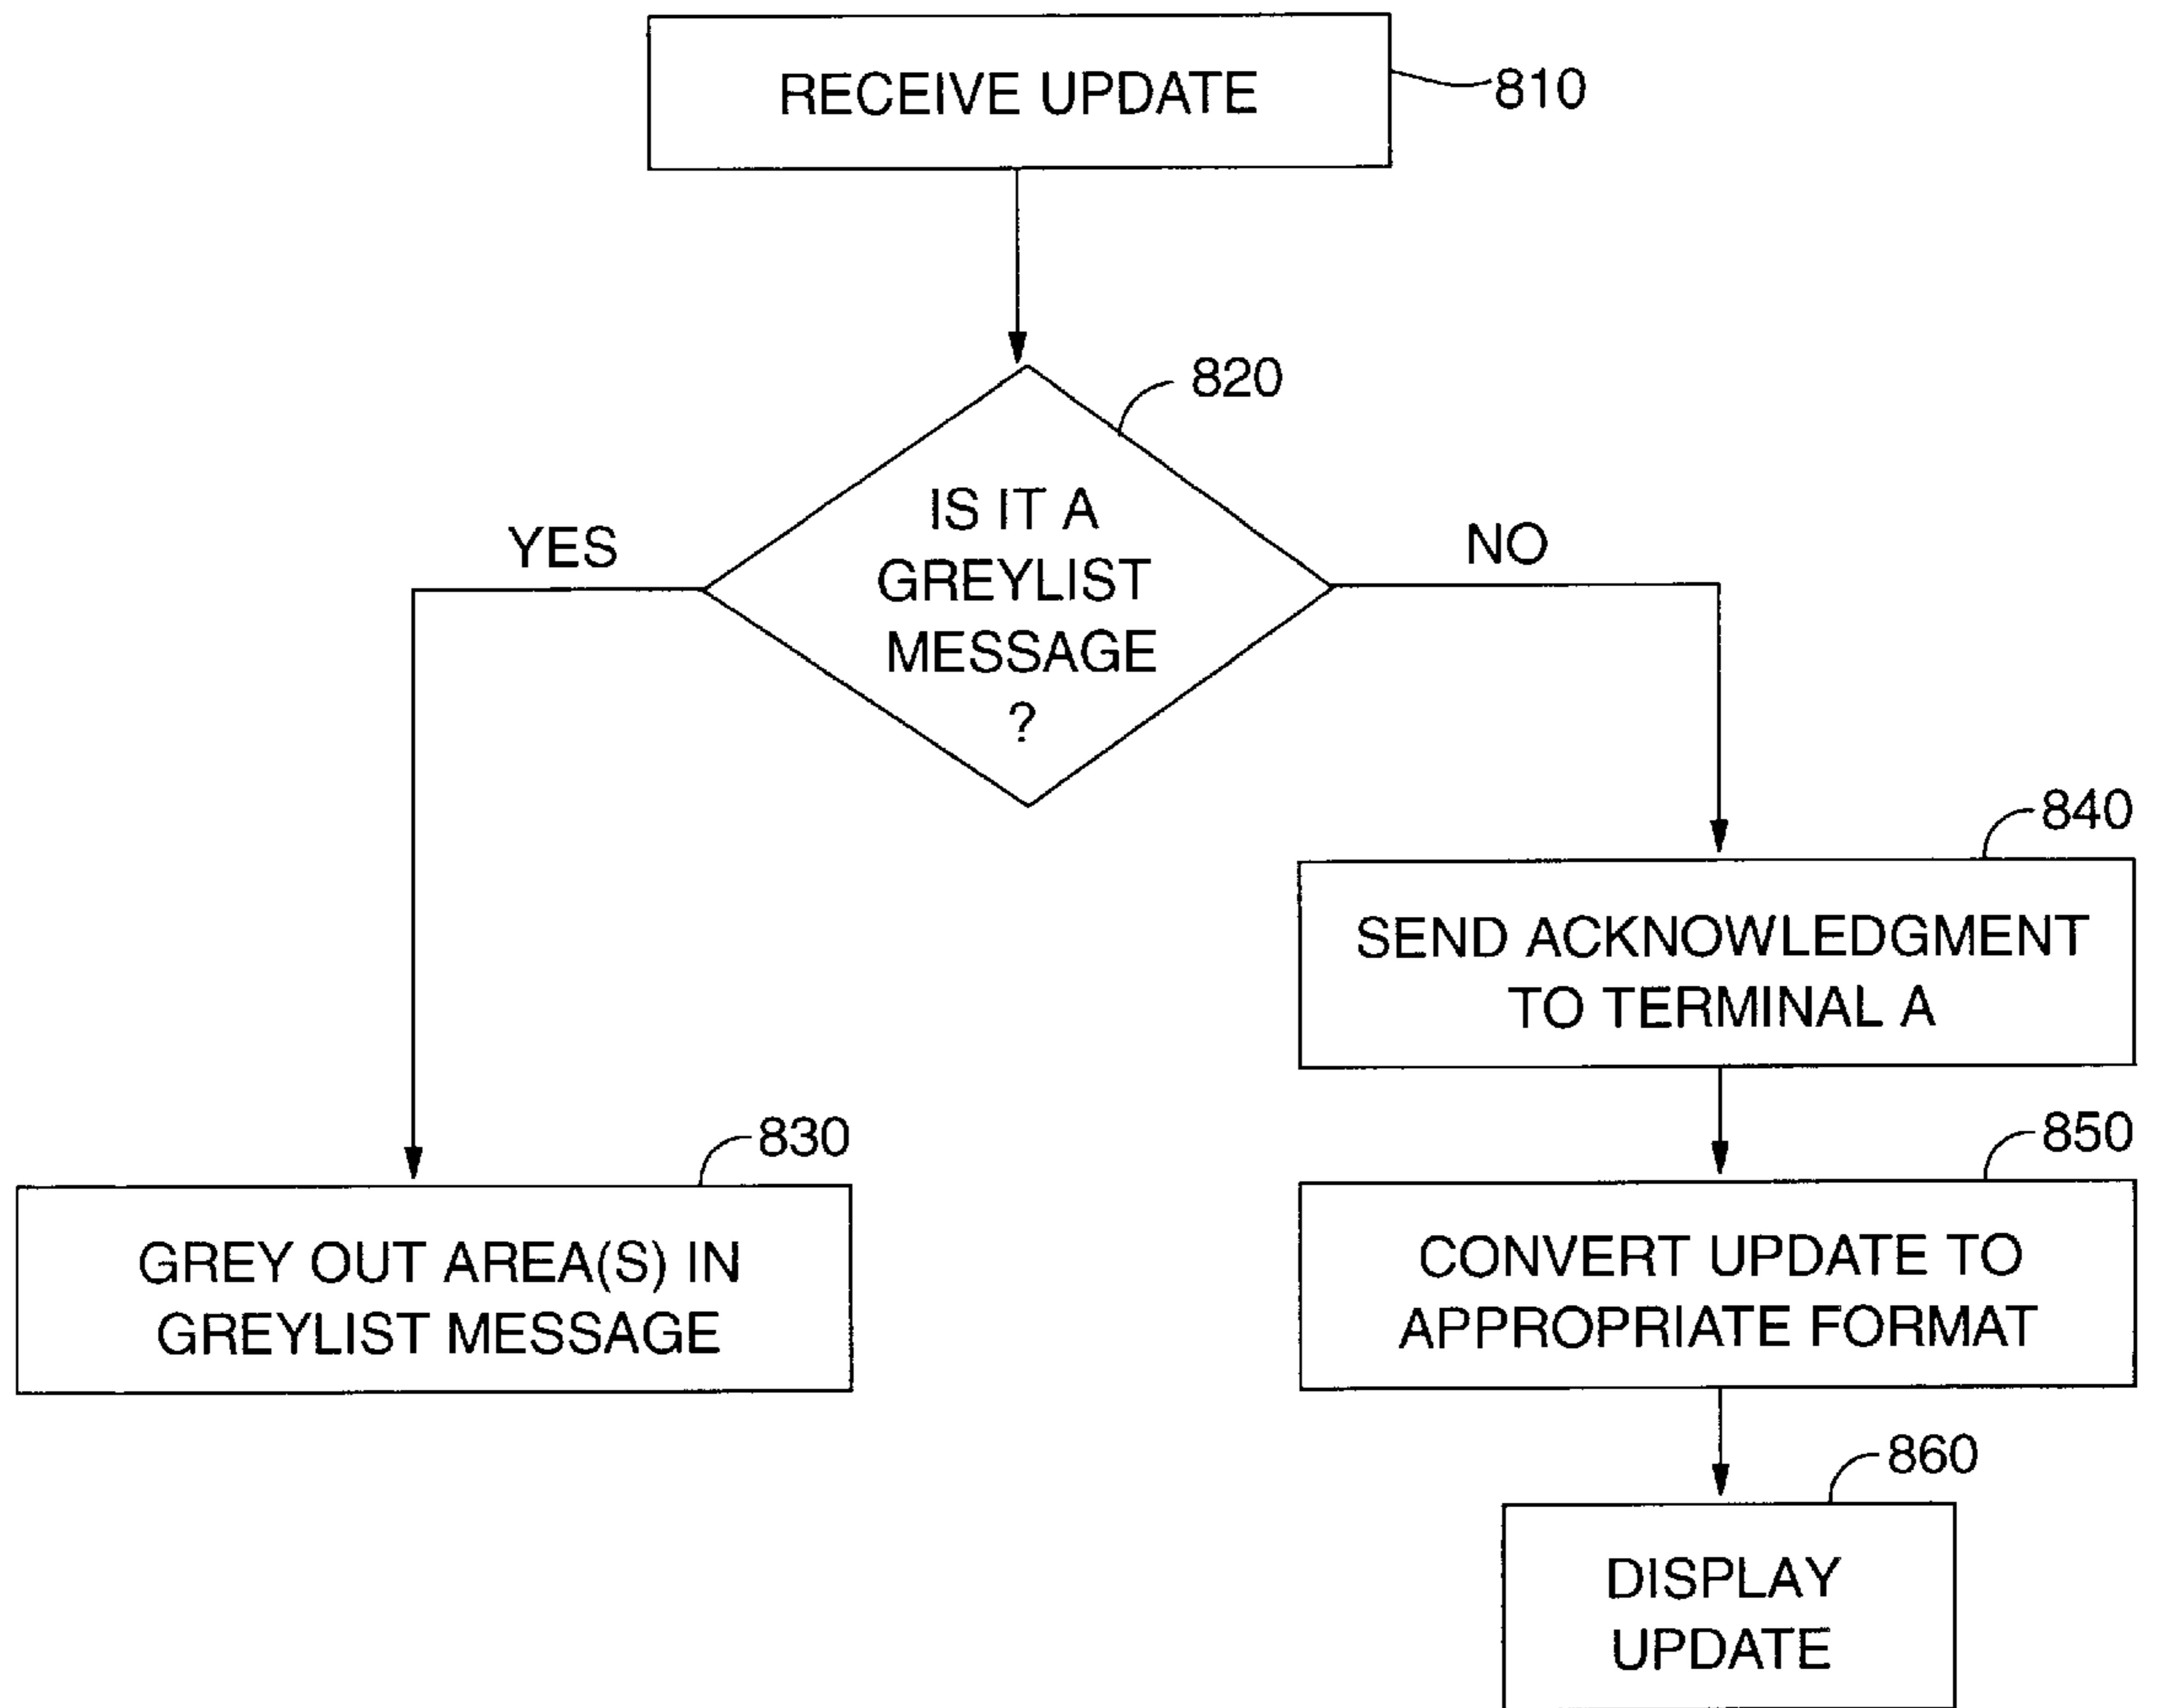 RECEIVE UPDATE
810
820
IS IT A
GREYLIST
MESSAGE
?
YES
NO
840
SEND ACKNOWLEDGMENT
TO TERMINAL A
830
GREY OUT AREA(S) IN
GREYLIST MESSAGE
850
CONVERT UPDATE TO
APPROPRIATE FORMAT
860
DISPLAY
UPDATE